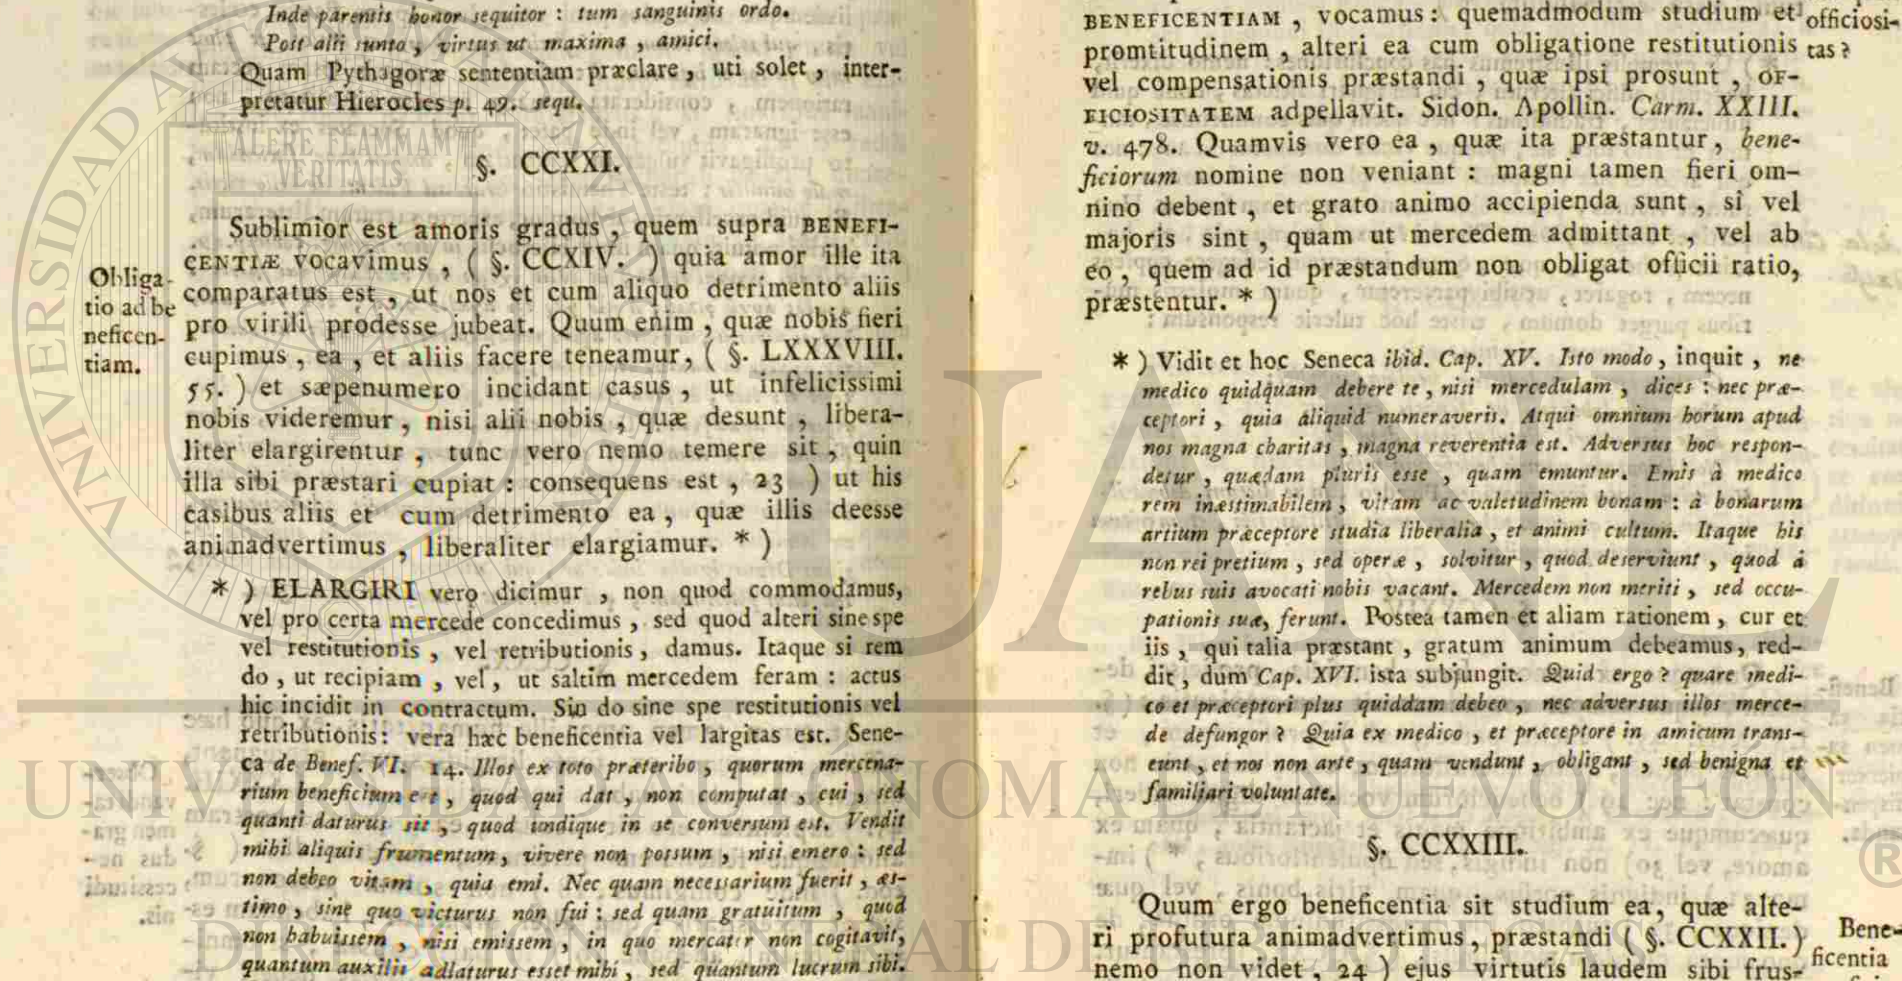 Inde parentis honor sequitor : tum sanguinis ordo.
Post alii sunto , virtus ut maxima , amici.
Quam Pythagoræ sententiam præclare , uti solet , inter-
pretatur Hierocles p. 49. sequ.
§. CCXXI.
Obliga-
tio ad be
neficen-
tiam.
Sublimior est amoris gradus , quem supra BENEFI-
CENTIÆ vocavimus , ( §. CCXIV. ) quia amor ille ita
comparatus est , ut nos et cum aliquo detrimento aliis
pro virili prodesse jubeat. Quum enim , quæ nobis fieri
cupimus , ea , et aliis facere teneamur, ( §. LXXXVIII.
55. ) et sæpenumero incidant casus , ut infelicissimi
nobis videremur , nisi alii nobis , quæ desunt , libera-
liter elargirentur , tunc vero nemo temere sit , quin
illa sibi præstari cupiat : consequens est , 23 ) ut his
casibus aliis et cum detrimento ea , quæ illis deesse
animadvertimus , liberaliter elargiamur. * )
* ) ELARGIRI vero dicimur , non quod commodamus,
vel pro certa mercede concedimus , sed quod alteri sine spe
vel restitutionis , vel retributionis , damus. Itaque si rem
do , ut recipiam , vel , ut saltim mercedem feram : actus
hic incidit in contractum. Sin do sine spe restitutionis vel
retributionis : vera hæc beneficentia vel largitas est. Sene-
ca de Benef. VI. 14. Illos ex toto præteribo , quorum mercena-
rium beneficium est , quod qui dat , non computat , cui , sed
quanti daturus sit , quod undique in se conversum est. Vendit
mihi aliquis frumentum, vivere non possum , nisi emero : sed
non debeo vitam , quia emi. Nec quam necessarium fuerit , æs-
timo , sine quo victurus non fui : sed quam gratuitum , quod
non habuissem , nisi emissem , in quo mercator non cogitavit,
quantum auxilii adlaturus esset mihi , sed quantum lucrum sibi.
BENEFICENTIAM , vocamus : quemadmodum studium et
officiosi-
tas ?
promtitudinem , alteri ea cum obligatione restitutionis
vel compensationis præstandi , quæ ipsi prosunt , OF-
FICIOSITATEM adpellavit. Sidon. Apollin. Carm. XXIII.
v. 478. Quamvis vero ea , quæ ita præstantur , bene-
ficiorum nomine non veniant : magni tamen fieri om-
nino debent , et grato animo accipienda sunt , si vel
majoris sint , quam ut mercedem admittant , vel ab
eo , quem ad id præstandum non obligat officii ratio,
præstentur. * )
* ) Vidit et hoc Seneca ibid. Cap. XV. Isto modo , inquit , ne
medico quidquam debere te , nisi mercedulam , dices : nec præ-
ceptori , quia aliquid numeraveris. Atqui omnium horum apud
nos magna charitas , magna reverentia est. Adversus hoc respon-
detur , quædam pluris esse , quam emuntur. Emis à medico
rem inæstimabilem , vitam ac valetudinem bonam : à bonarum
artium præceptore studia liberalia , et animi cultum. Itaque his
non rei pretium , sed operæ , solvitur , quod deserviunt , quod á
rebus suis avocati nobis vacant. Mercedem non meriti , sed occu-
pationis suæ, ferunt. Postea tamen et aliam rationem , cur et
iis , qui talia præstant , gratum animum debeamus, red-
dit , dum Cap. XVI. ista subjungit. Quid ergo ? quare medi-
co et præceptori plus quiddam debeo , nec adversus illos merce-
de defungor ? Quia ex medico , et præceptore in amicum trans-
eunt , et nos non arte , quam vendunt , obligant , sed benigna et
familiari voluntate.
§. CCXXIII.
Quum ergo beneficentia sit studium ea, quæ alte-
ri profutura animadvertimus , præstandi ( §. CCXXII. )
nemo non videt , 24 ) ejus virtutis laudem sibi frus-
Bene-
ficentia
UNIVERSIDAD AUTÓNOMA DE NUEVO LEÓN
ALERE FLAMMAM
VERITATIS
UANL
UNIVERSIDAD AUTÓNOMA DE NUEVO LEÓN
®
DIRECCIÓN GENERAL DE BIBLIOTECAS